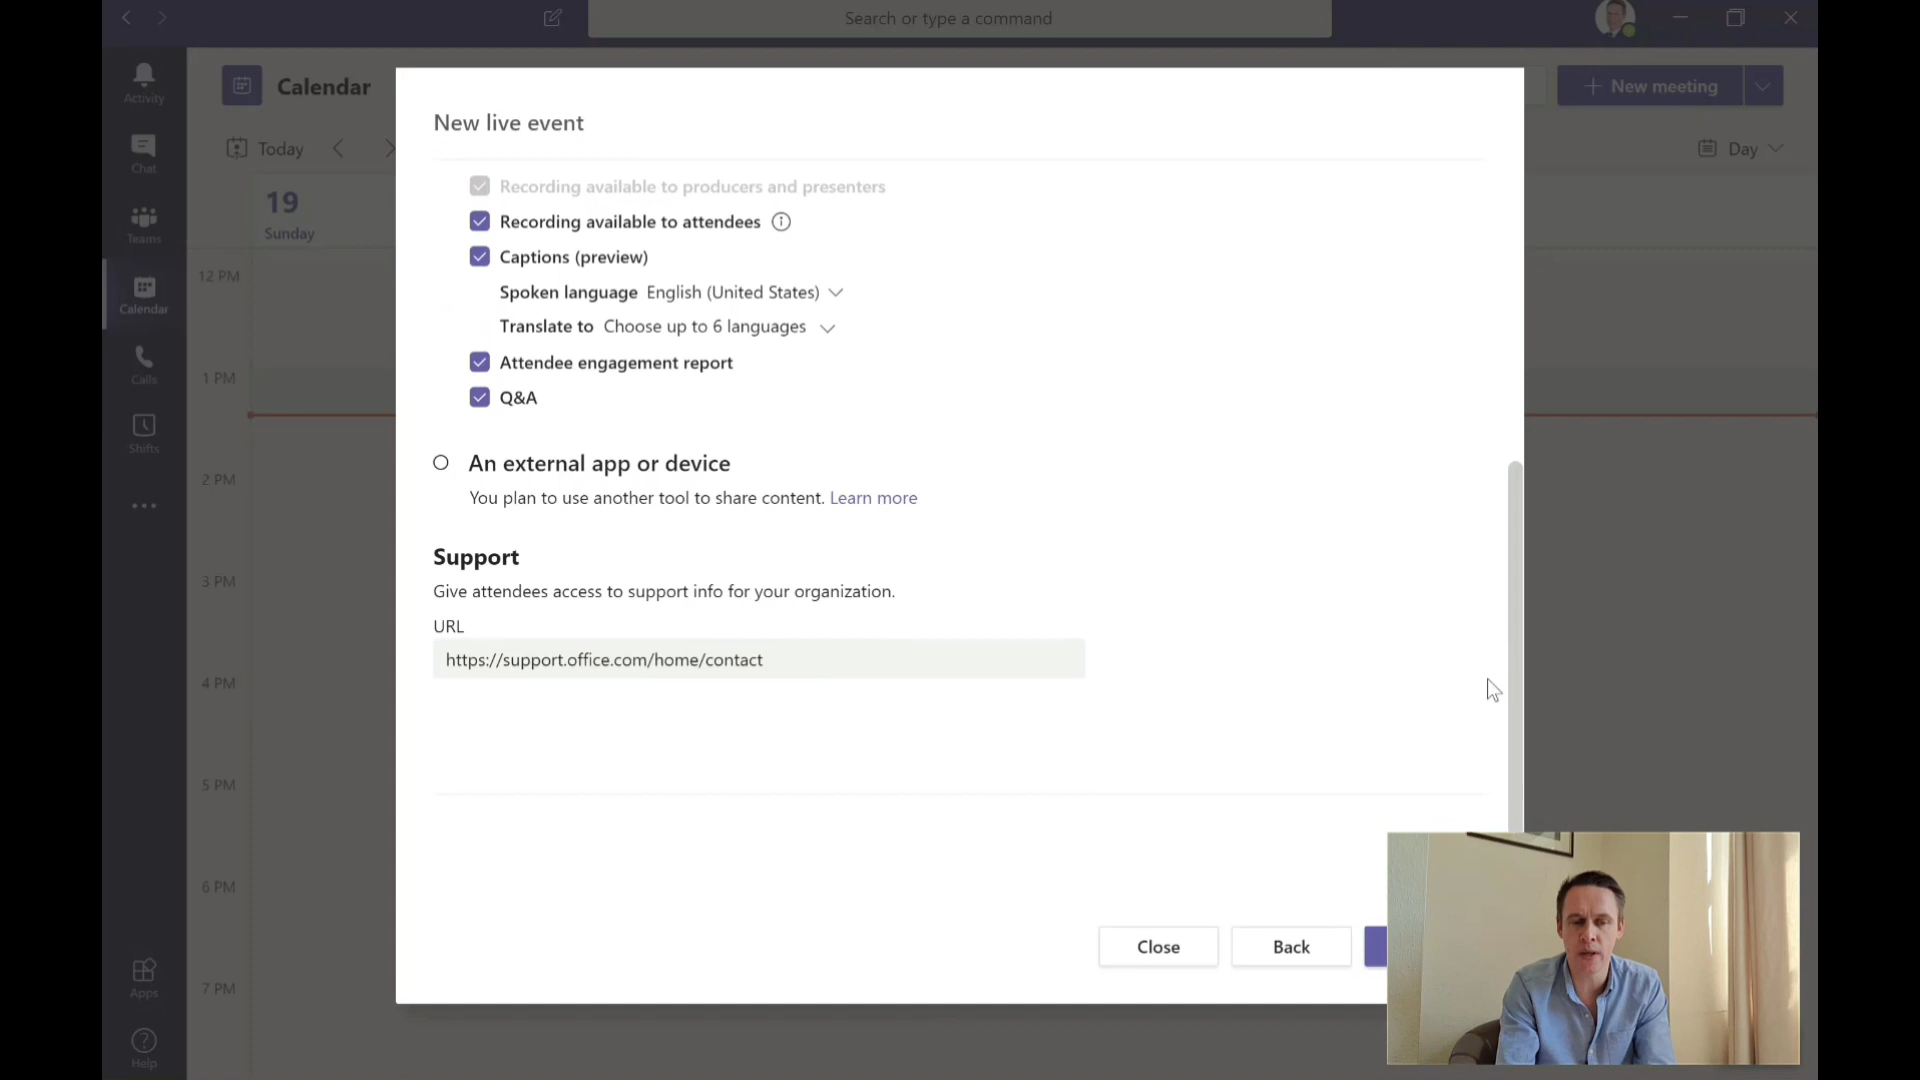 Search or type a command
Activity
Chat
Teams
Calendar
Calls
Shifts
Apps
Help
Calendar
New meeting
Today
Day
19
Sunday
12 PM
1 PM
2 PM
3 PM
4 PM
5 PM
6 PM
7 PM
New live event
Recording available to producers and presenters
Recording available to attendees
Captions (preview)
Spoken language English (United States)
Translate to Choose up to 6 languages
Attendee engagement report
Q&A
An external app or device
You plan to use another tool to share content. Learn more
Support
Give attendees access to support info for your organization.
URL
https://support.office.com/home/contact
Close
Back